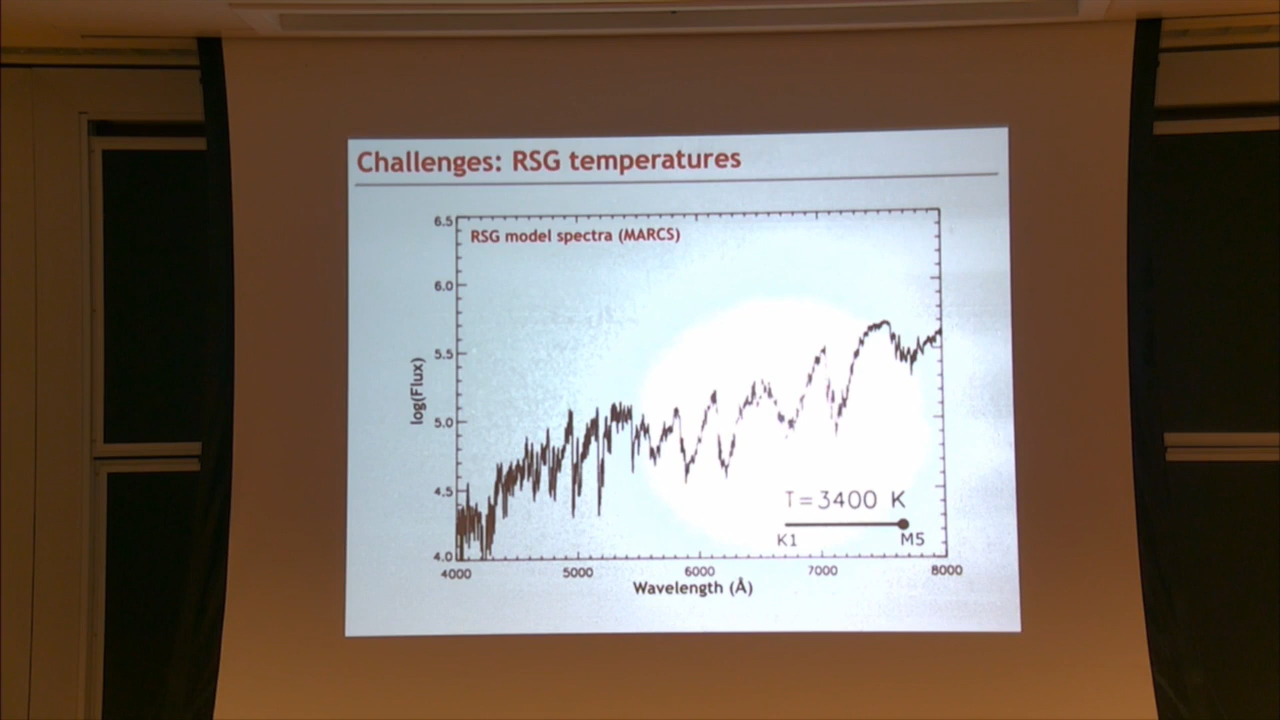 Challenges: RSG temperatures
RSG model spectra (MARCS)
6.5
6.0
5.5
5.0
4.5
4.0
log(Flux)
T=3400 K
K1
M5
4000
5000
6000
7000
8000
Wavelength (Å)